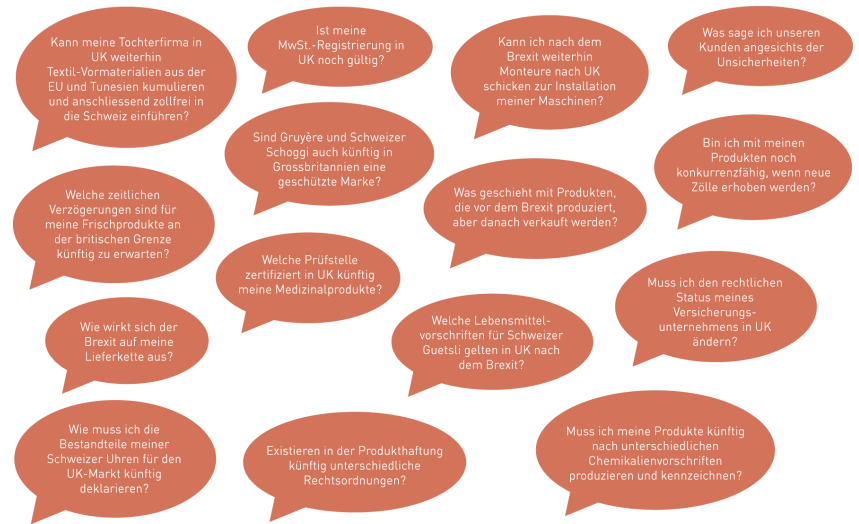 Kann meine Tochterfirma in
UK weiterhin
Textil-Vormaterialien aus der
EU und Tunesien kumulieren
und anschliessend zollfrei in
die Schweiz einführen?
Ist meine
MwSt.-Registrierung in
UK noch gültig?
Kann ich nach dem
Brexit weiterhin
Monteure nach UK
schicken zur Installation
meiner Maschinen?
Was sage ich unseren
Kunden angesichts der
Unsicherheiten?
Sind Gruyère und Schweizer
Schoggi auch künftig in
Grossbritannien eine
geschützte Marke?
Bin ich mit meinen
Produkten noch
konkurrenzfähig, wenn neue
Zölle erhoben werden?
Welche zeitlichen
Verzögerungen sind für
meine Frischprodukte an
der britischen Grenze
künftig zu erwarten?
Was geschieht mit Produkten,
die vor dem Brexit produziert,
aber danach verkauft werden?
Welche Prüfstelle
zertifiziert in UK künftig
meine Medizinalprodukte?
Muss ich den rechtlichen
Status meines
Versicherungs-
unternehmens in UK
ändern?
Wie wirkt sich der
Brexit auf meine
Lieferkette aus?
Welche Lebensmittel-
vorschriften für Schweizer
Guetsli gelten in UK nach
dem Brexit?
Wie muss ich die
Bestandteile meiner
Schweizer Uhren für den
UK-Markt künftig
deklarieren?
Existieren in der Produkthaftung
künftig unterschiedliche
Rechtsordnungen?
Muss ich meine Produkte künftig
nach unterschiedlichen
Chemikalienvorschriften
produzieren und kennzeichnen?